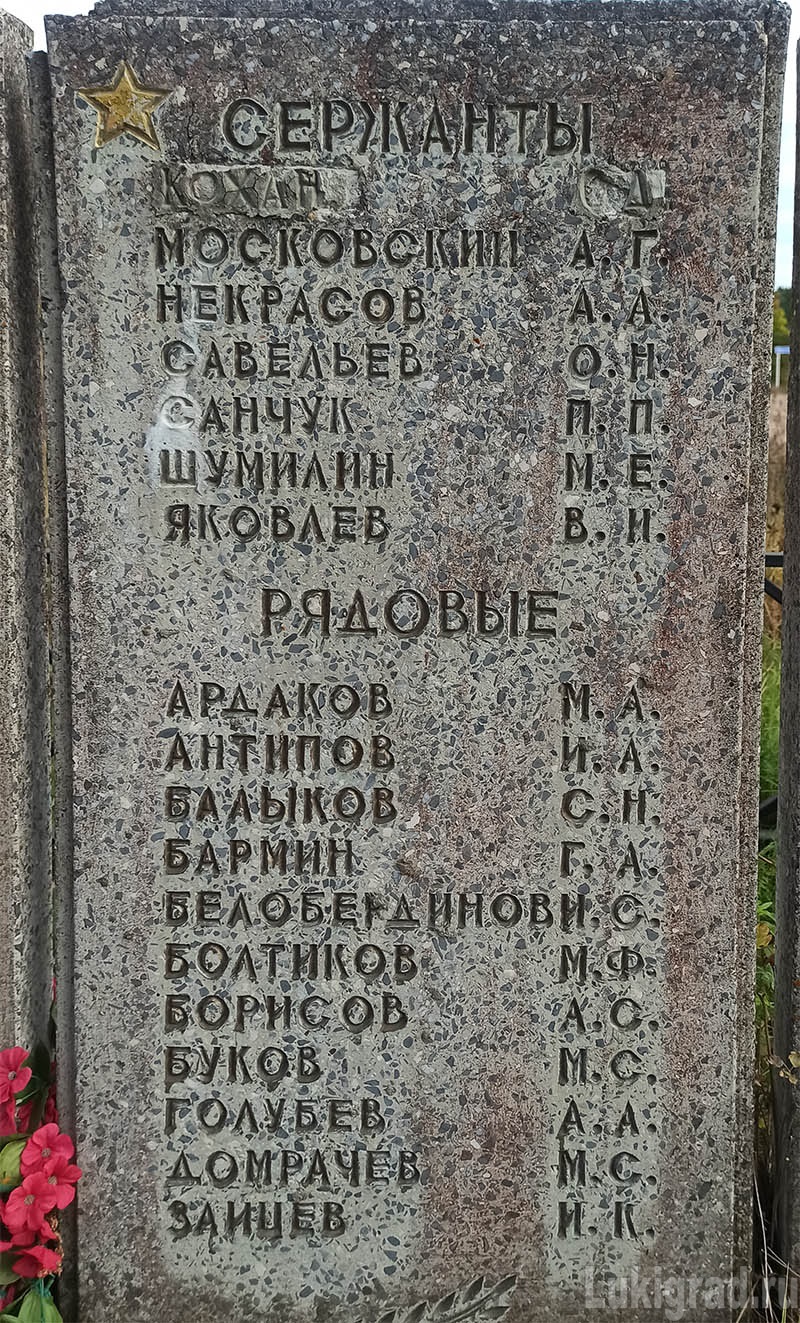 СЕРЖАНТЫ
КОХАН С Д.
МОСКОВСКИЙ А. Г.
НЕКРАСОВ А. А.
САВЕЛЬЕВ О. Н.
САНЧУК П. П.
ШУМИЛИН М. Е.
ЯКОВЛЕВ В. И.
РЯДОВЫЕ
АРДАКОВ М. А.
АНТИПОВ И. А.
БАЛЫКОВ С. Н.
БАРМИН Г. А.
БЕЛОБЕРДИНОВ И. С.
БОЛТИКОВ М. Ф.
БОРИСОВ А. С.
БУКОВ М. С.
ГОЛУБЕВ А. А.
ДОМРАЧЕВ М. С.
ЗАЙЦЕВ И. К.
Lukigrad.ru